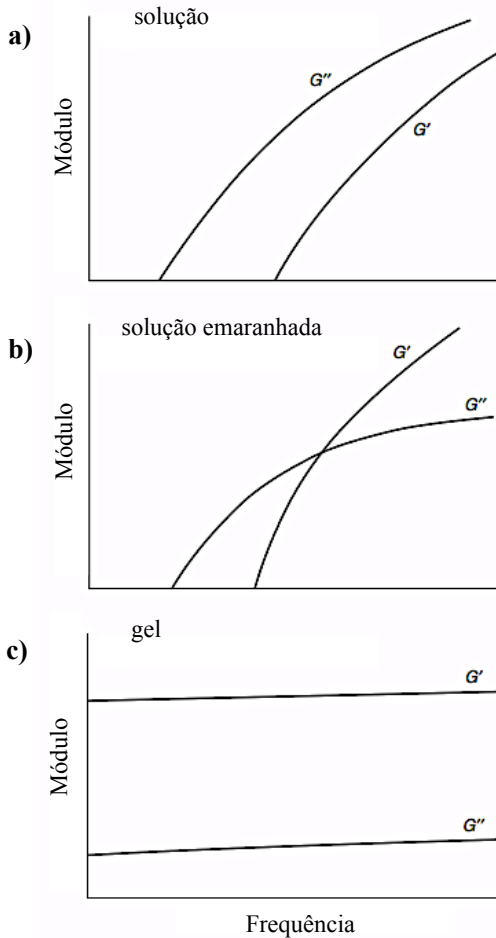 a)
solução
G″
G′
Módulo
b)
solução emaranhada
G′
G″
Módulo
c)
gel
G′
G″
Módulo
Frequência